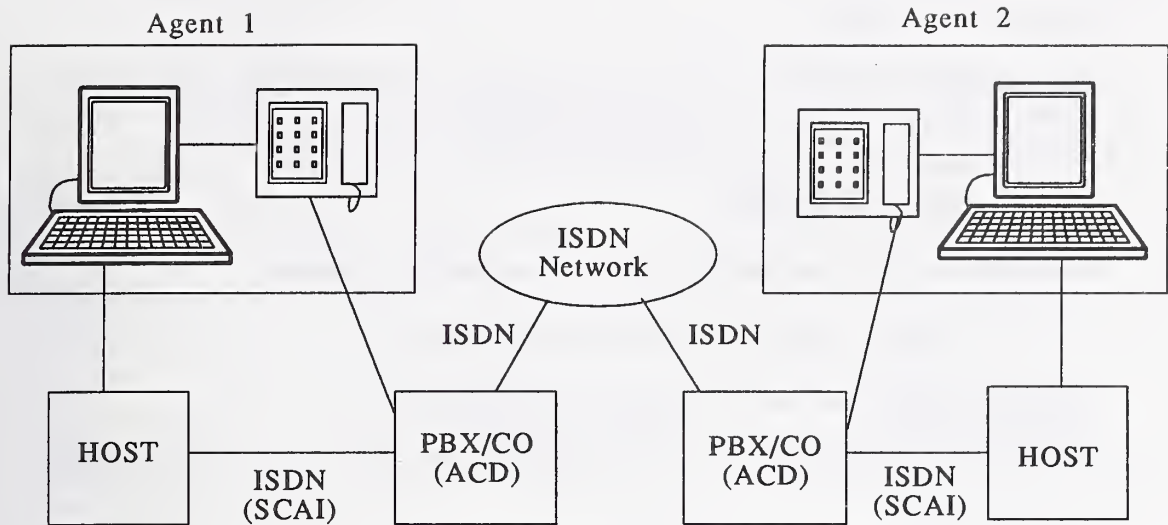 Agent 1
Agent 2
ISDN
Network
ISDN
ISDN
HOST
PBX/CO
(ACD)
PBX/CO
(ACD)
HOST
ISDN
(SCAI)
ISDN
(SCAI)